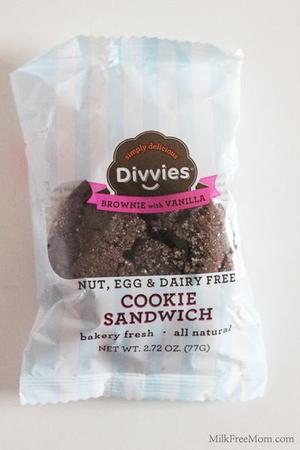 simply delicious
Divvies
BROWNIE with VANILLA
NUT, EGG & DAIRY FREE
COOKIE
SANDWICH
bakery fresh · all natural
NET WT. 2.72 OZ. (77G)
MilkFreeMom.com